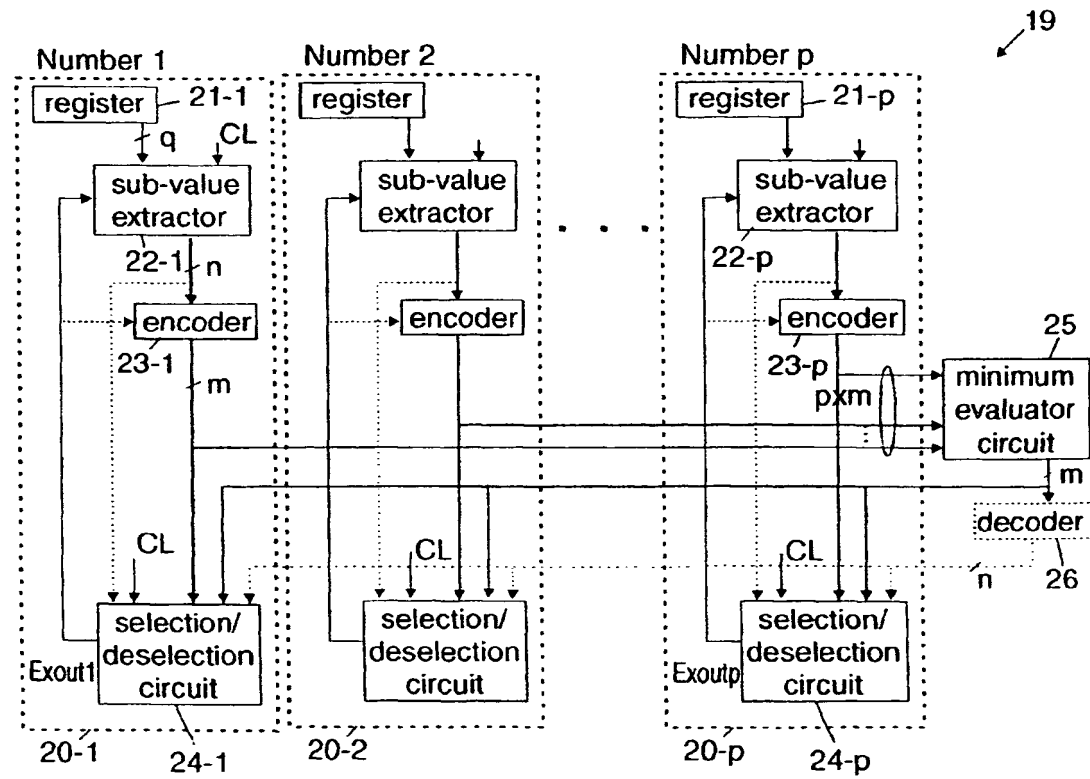 19
Number 1
Number 2
Number p
register
21-1
register
register
21-p
q
CL
sub-value
extractor
sub-value
extractor
sub-value
extractor
22-1
n
22-p
encoder
encoder
encoder
23-1
23-p
25
m
pxm
minimum
evaluator
circuit
m
decoder
26
n
CL
CL
CL
selection/
deselection
circuit
selection/
deselection
circuit
selection/
deselection
circuit
Exout1
Exoutp
20-1
24-1
20-2
20-p
24-p